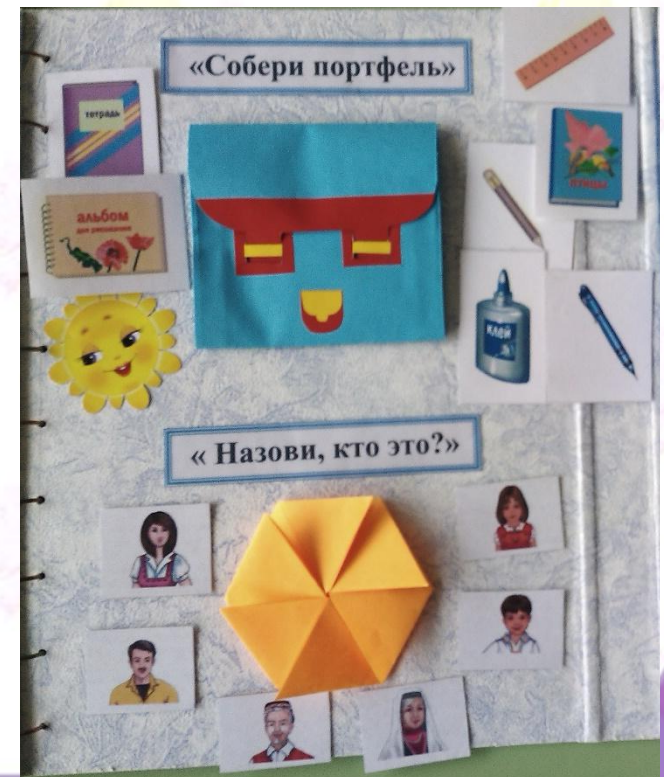 «Собери портфель»
тетрадь
альбом
для рисования
клей
« Назови, кто это?»